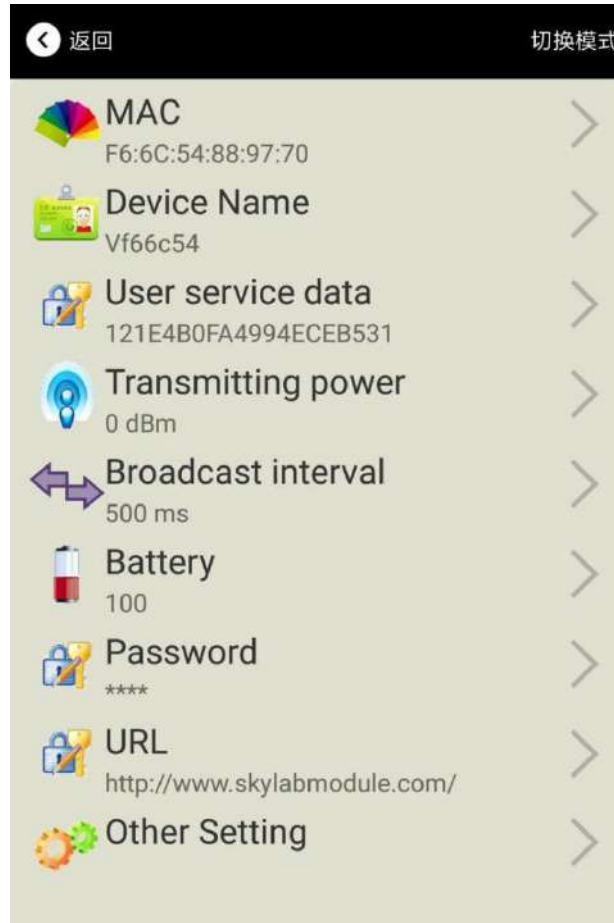 返回
切换模式
MAC
F6:6C:54:88:97:70
Device Name
Vf66c54
User service data
121E4B0FA4994ECEB531
Transmitting power
0 dBm
Broadcast interval
500 ms
Battery
100
Password
****
URL
http://www.skylabmodule.com/
Other Setting